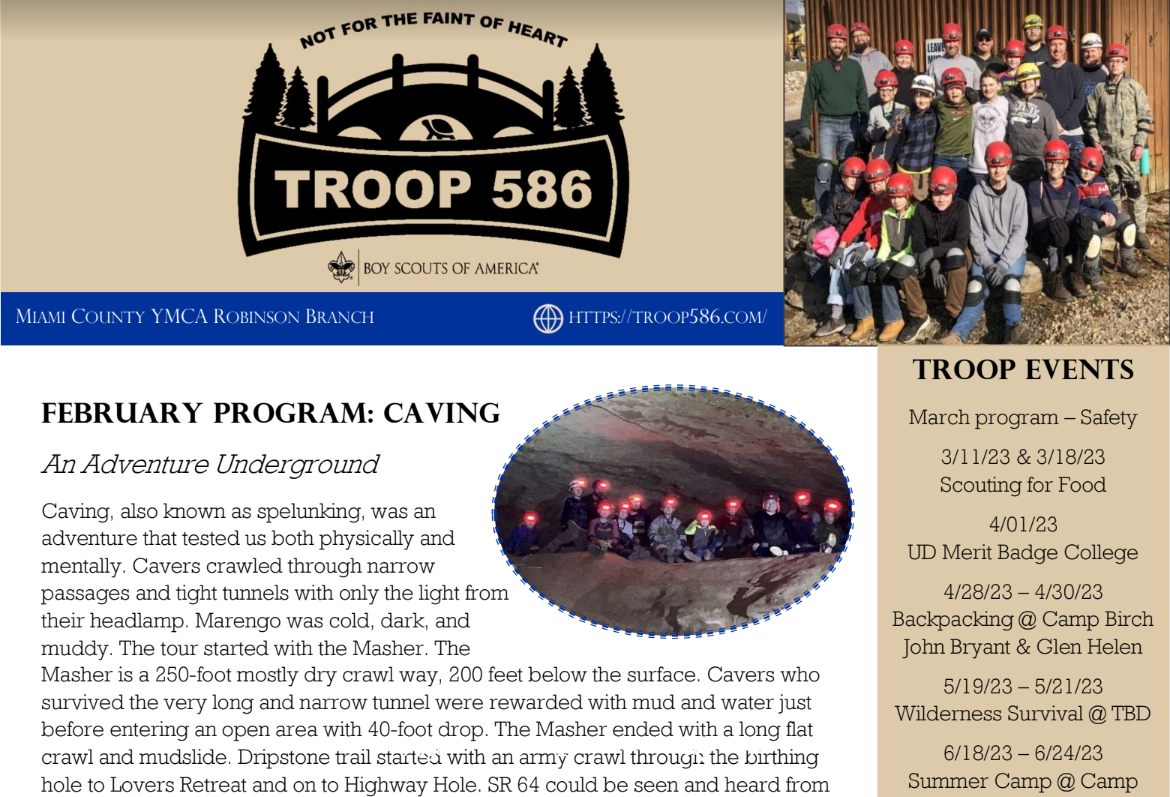 NOT FOR THE FAINT OF HEART
TROOP 586
BOY SCOUTS OF AMERICA®
MIAMI COUNTY YMCA ROBINSON BRANCH
HTTPS://TROOP586.COM/
LEAVE
FEBRUARY PROGRAM: CAVING
An Adventure Underground
Caving, also known as spelunking, was an
adventure that tested us both physically and
mentally. Cavers crawled through narrow
passages and tight tunnels with only the light from
their headlamp. Marengo was cold, dark, and
muddy. The tour started with the Masher. The
Masher is a 250-foot mostly dry crawl way, 200 feet below the surface. Cavers who
survived the very long and narrow tunnel were rewarded with mud and water just
before entering an open area with 40-foot drop. The Masher ended with a long flat
crawl and mudslide. Dripstone trail started with an army crawl through the birthing
hole to Lovers Retreat and on to Highway Hole. SR 64 could be seen and heard from
TROOP EVENTS
March program – Safety
3/11/23 & 3/18/23
Scouting for Food
4/01/23
UD Merit Badge College
4/28/23 – 4/30/23
Backpacking @ Camp Birch
John Bryant & Glen Helen
5/19/23 – 5/21/23
Wilderness Survival @ TBD
6/18/23 – 6/24/23
Summer Camp @ Camp